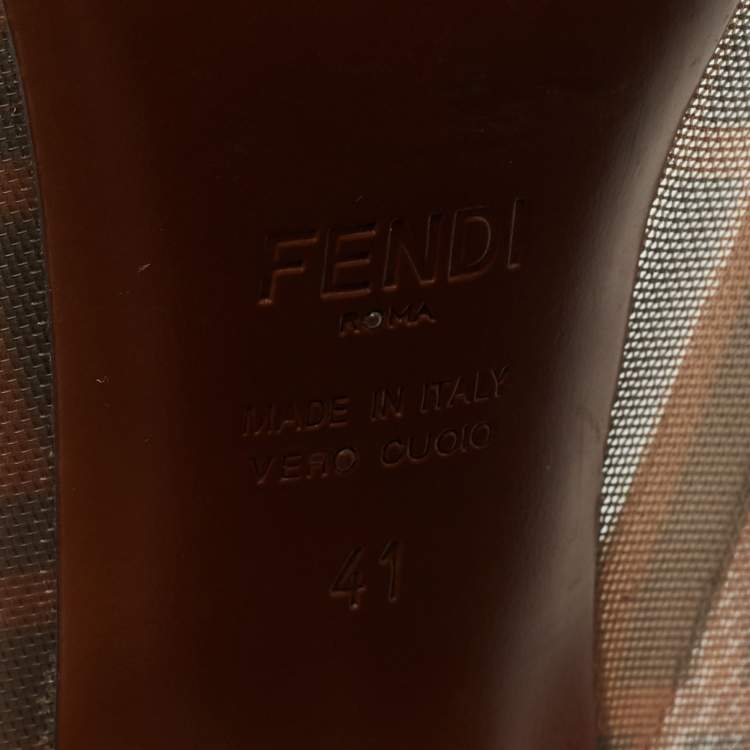 FENDI
ROMA
MADE IN ITALY
VERO CUOIO
41